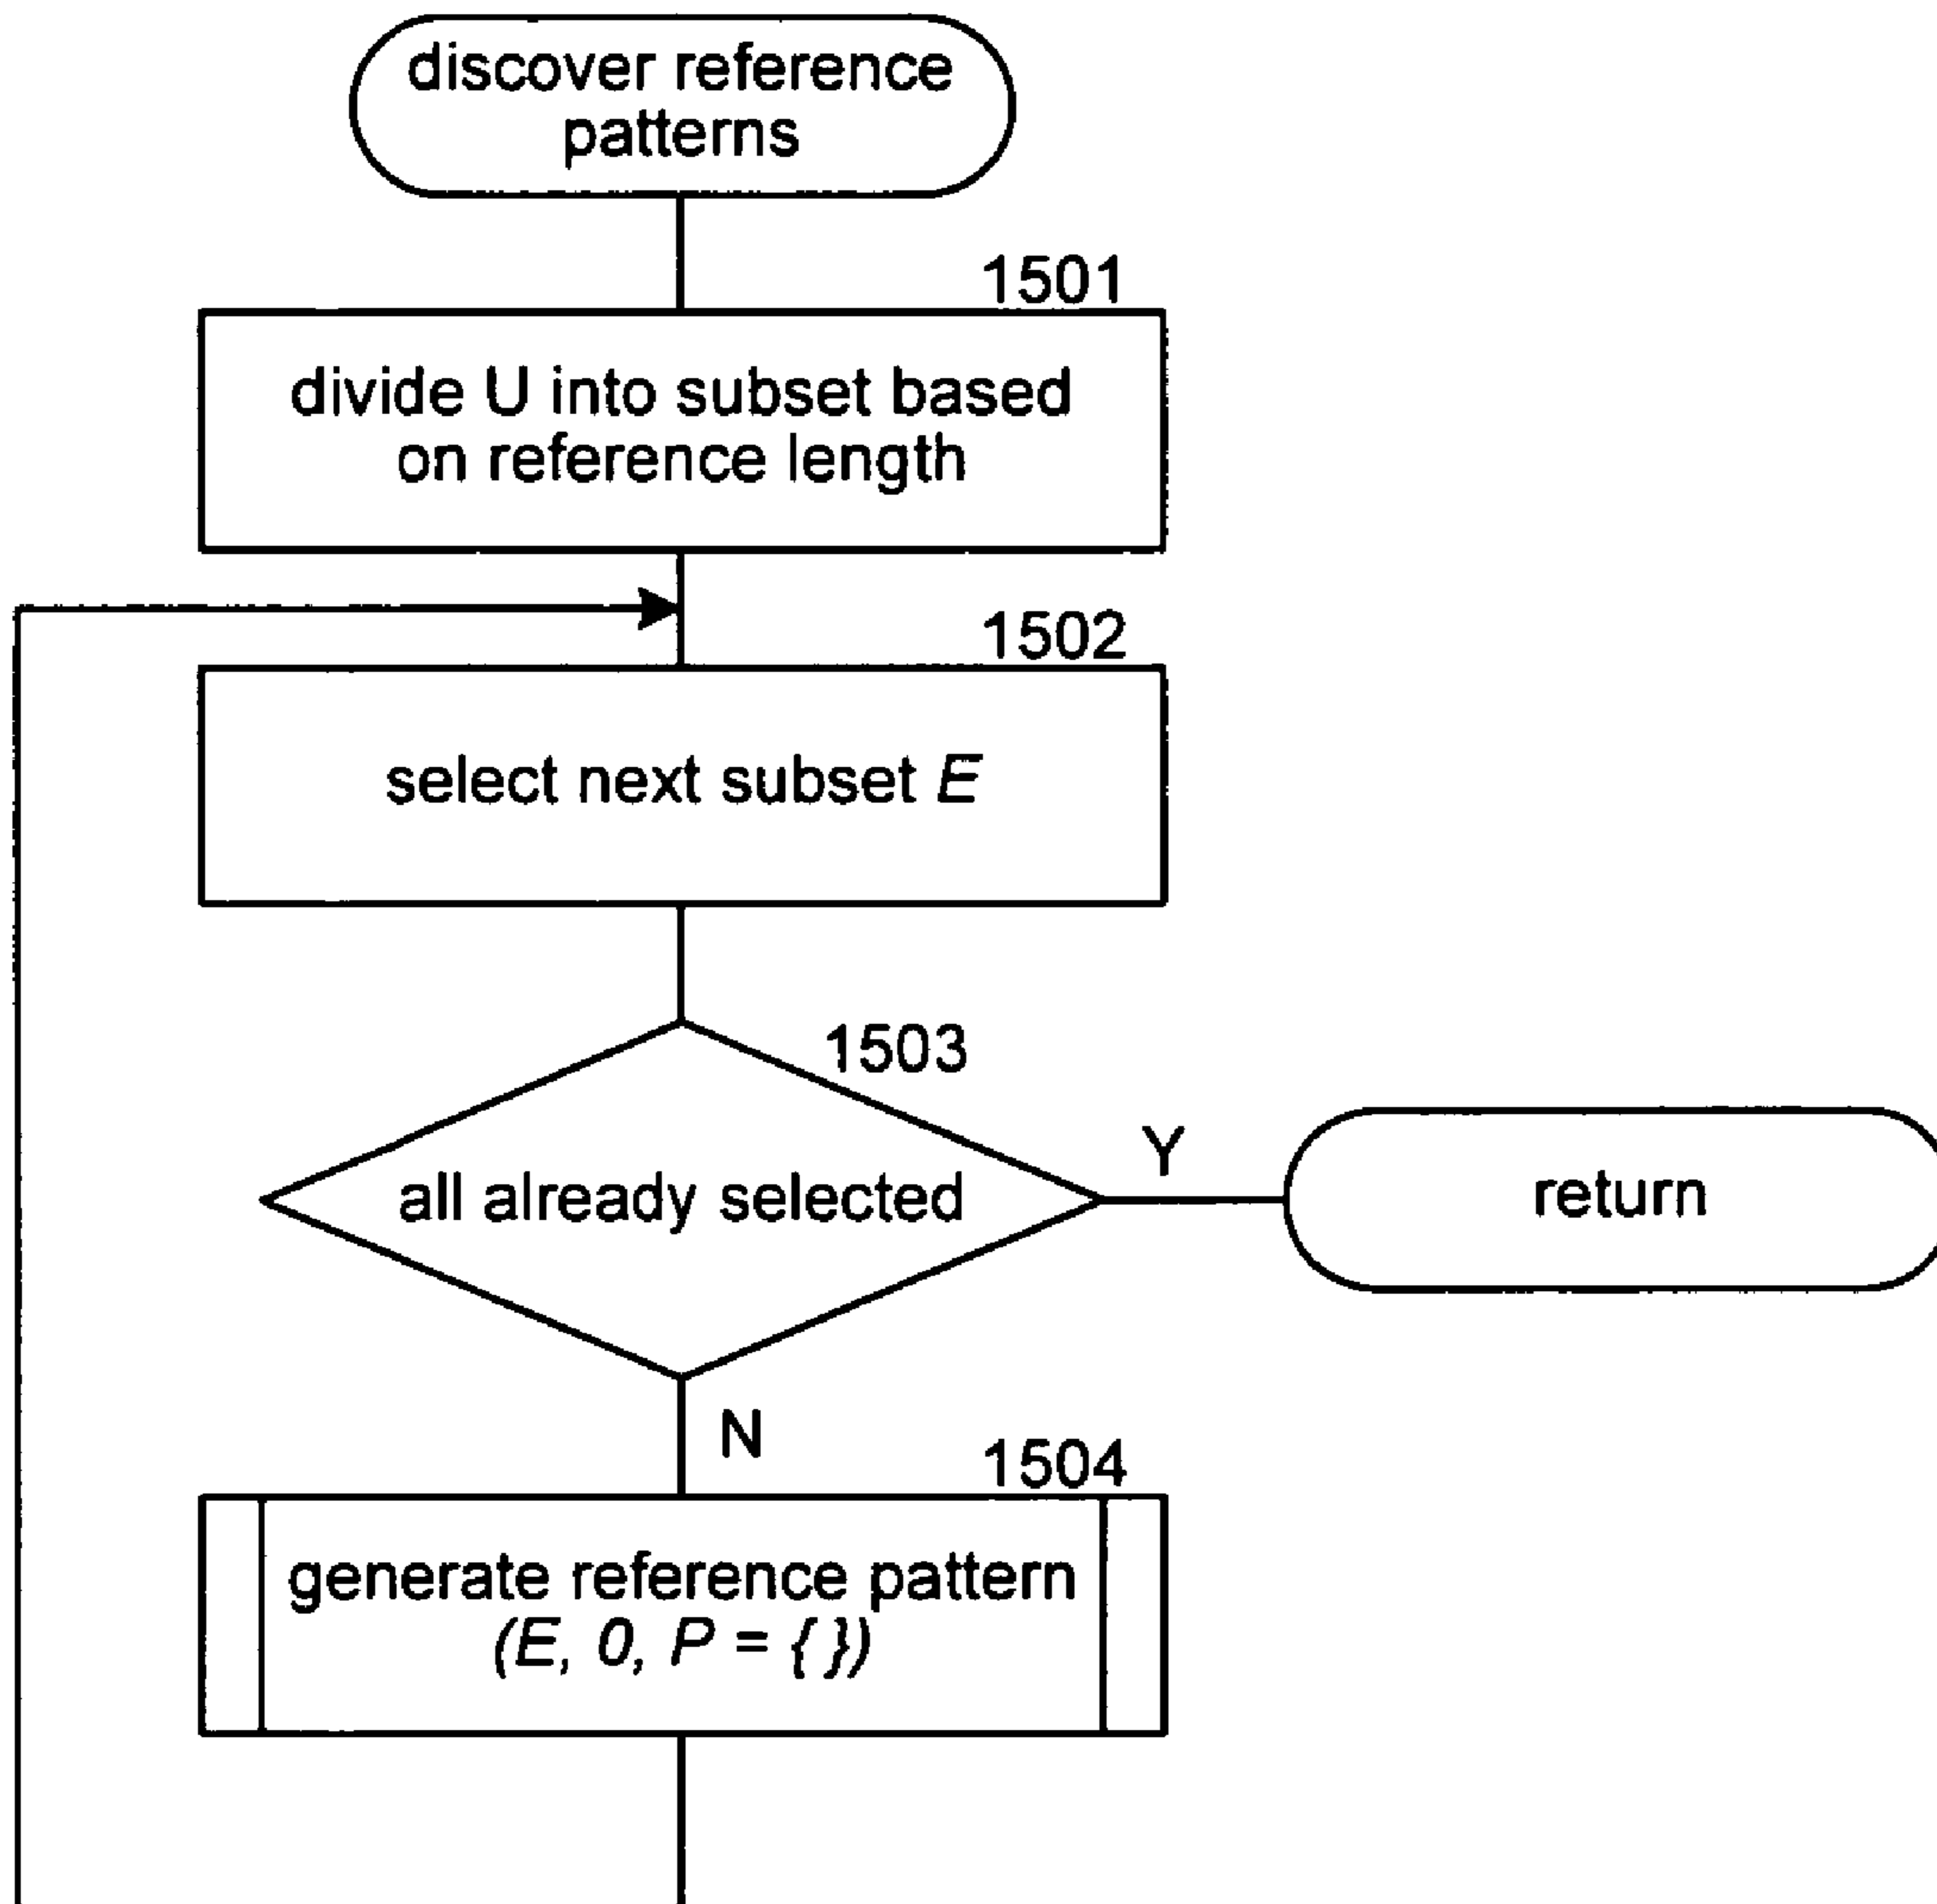 discover reference
patterns
1501
divide U into subset based
on reference length
1502
select next subset E
1503
all already selected
Y
return
N
1504
generate reference pattern
(E, 0, P = { })